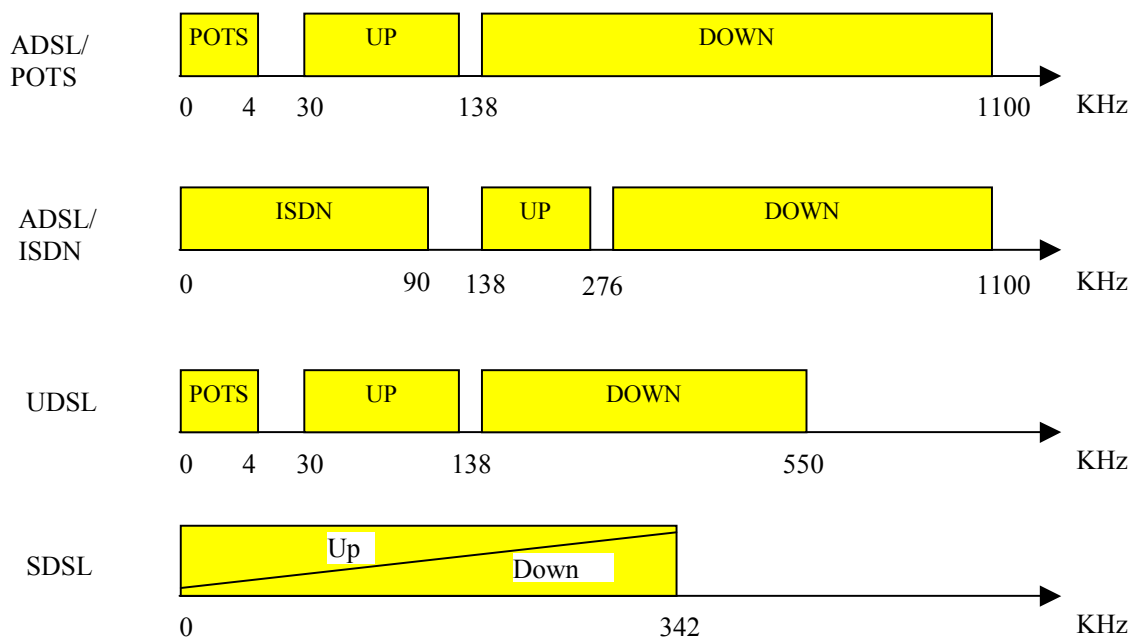 ADSL/
POTS
POTS UP DOWN
0 4 30 138 1100 KHz
ADSL/
ISDN
ISDN UP DOWN
0 90 138 276 1100 KHz
UDSL
POTS UP DOWN
0 4 30 138 550 KHz
SDSL
Up
Down
0 342 KHz